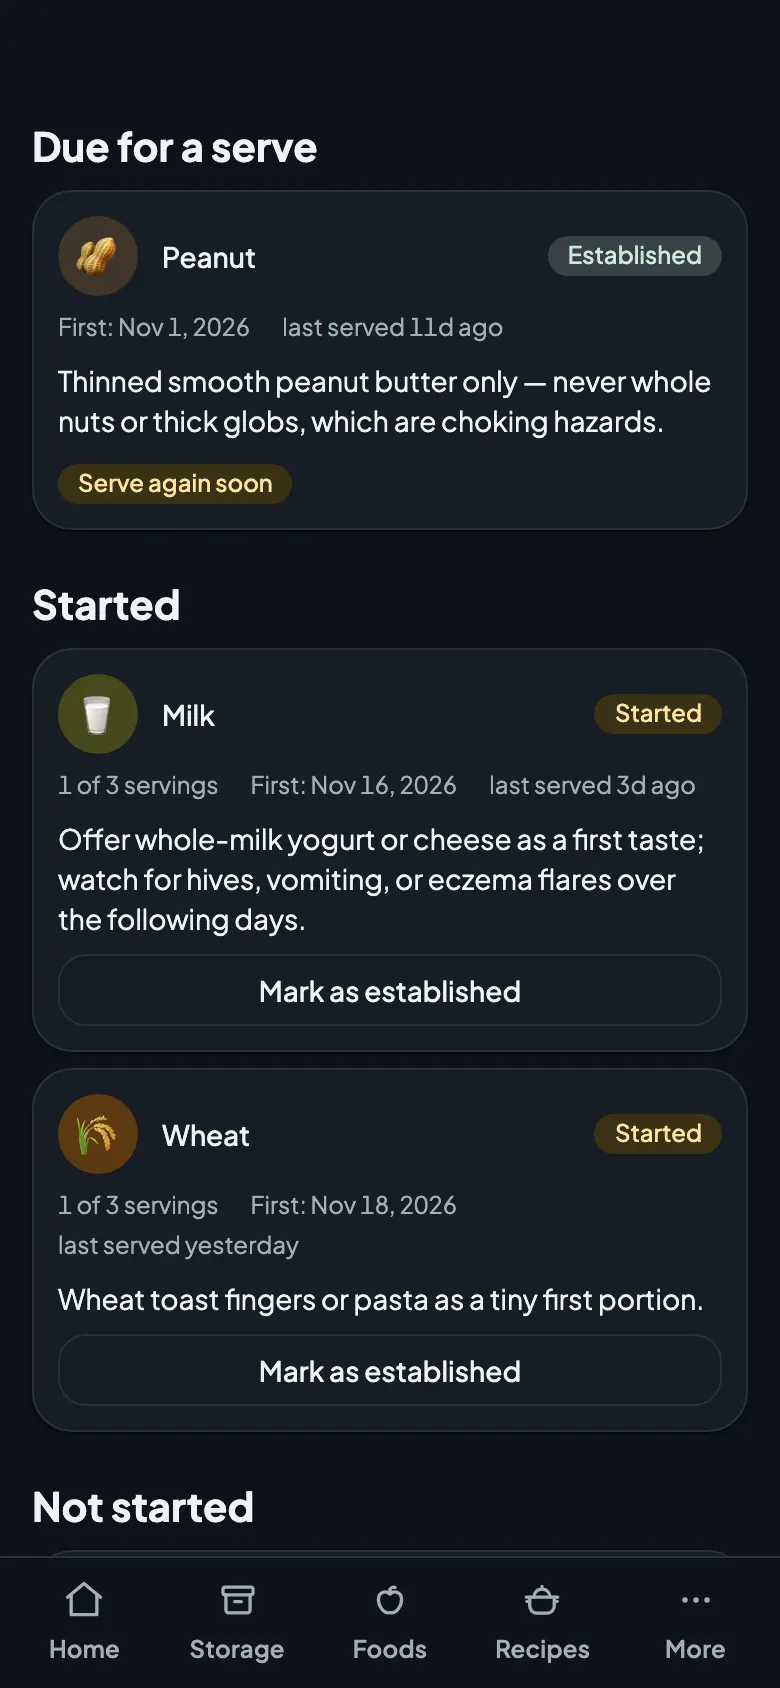 Due for a serve
Peanut
Established
First: Nov 1, 2026 last served 11d ago
Thinned smooth peanut butter only — never whole
nuts or thick globs, which are choking hazards.
Serve again soon
Started
Milk
Started
1 of 3 servings First: Nov 16, 2026 last served 3d ago
Offer whole-milk yogurt or cheese as a first taste;
watch for hives, vomiting, or eczema flares over
the following days.
Mark as established
Wheat
Started
1 of 3 servings First: Nov 18, 2026
last served yesterday
Wheat toast fingers or pasta as a tiny first portion.
Mark as established
Not started
Home
Storage
Foods
Recipes
More